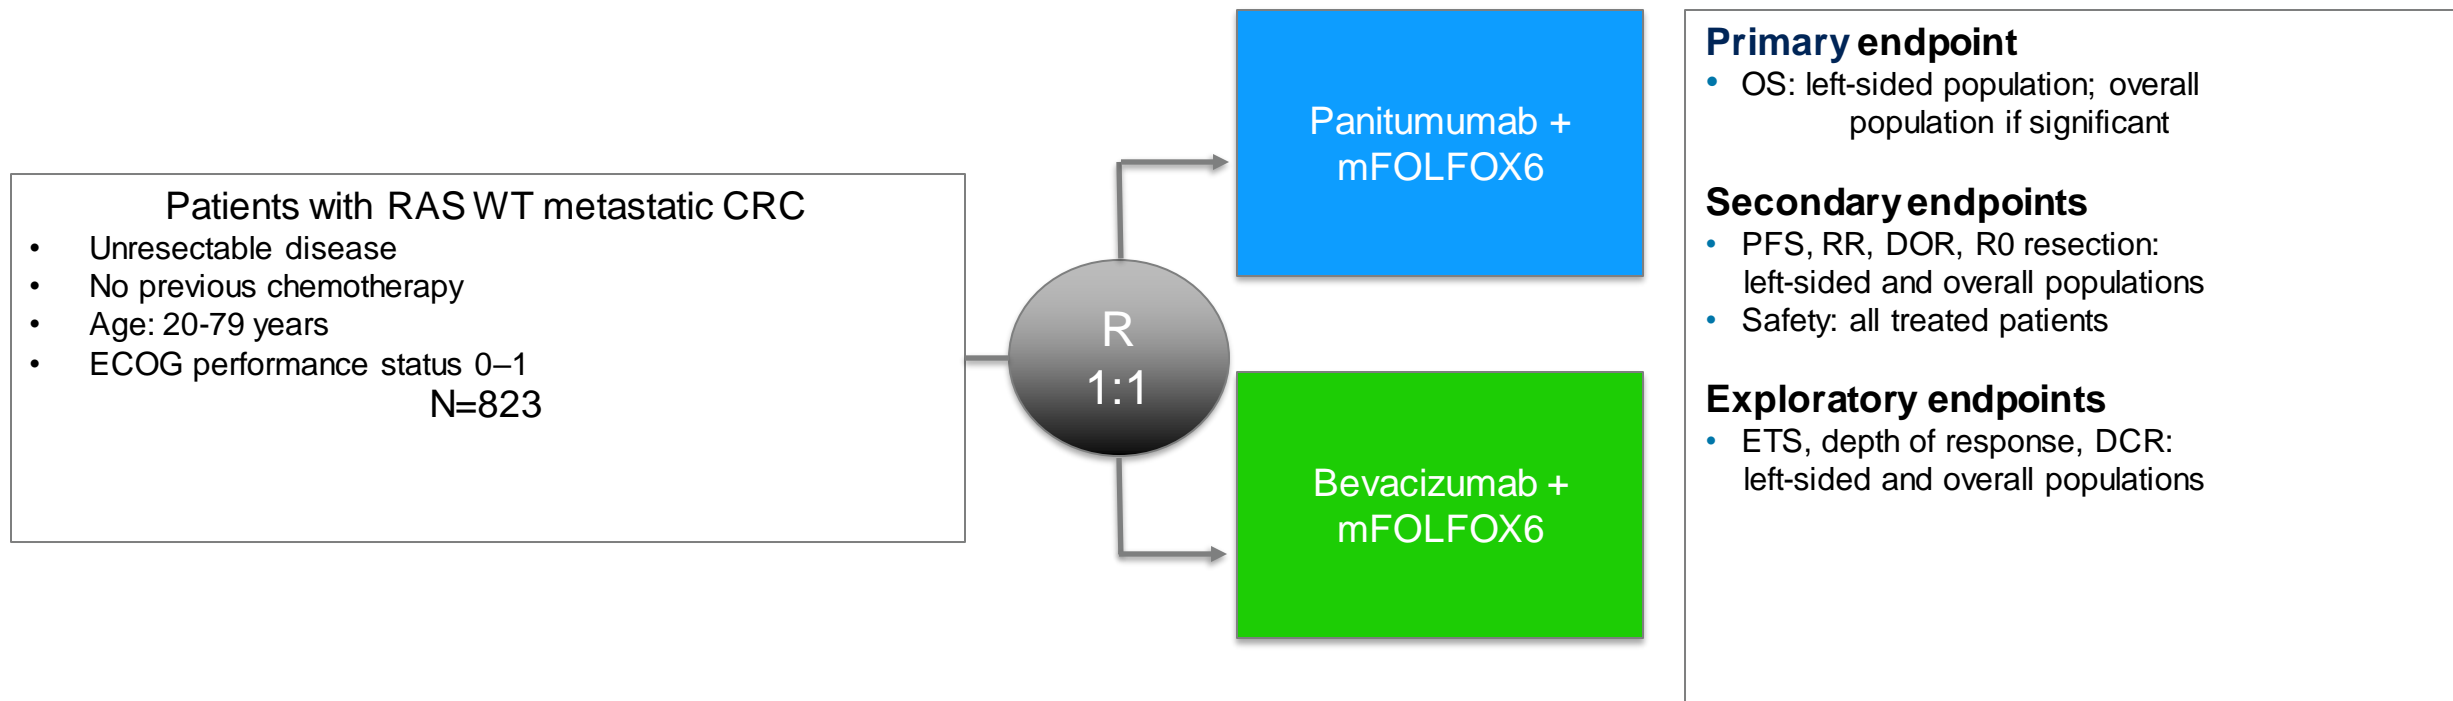 Patients with RAS WT metastatic CRC
• Unresectable disease
• No previous chemotherapy
• Age: 20-79 years
• ECOG performance status 0–1
N=823
R
1:1
Panitumumab +
mFOLFOX6
Bevacizumab +
mFOLFOX6
Primary endpoint
• OS: left-sided population; overall
population if significant
Secondary endpoints
• PFS, RR, DOR, R0 resection:
left-sided and overall populations
• Safety: all treated patients
Exploratory endpoints
• ETS, depth of response, DCR:
left-sided and overall populations